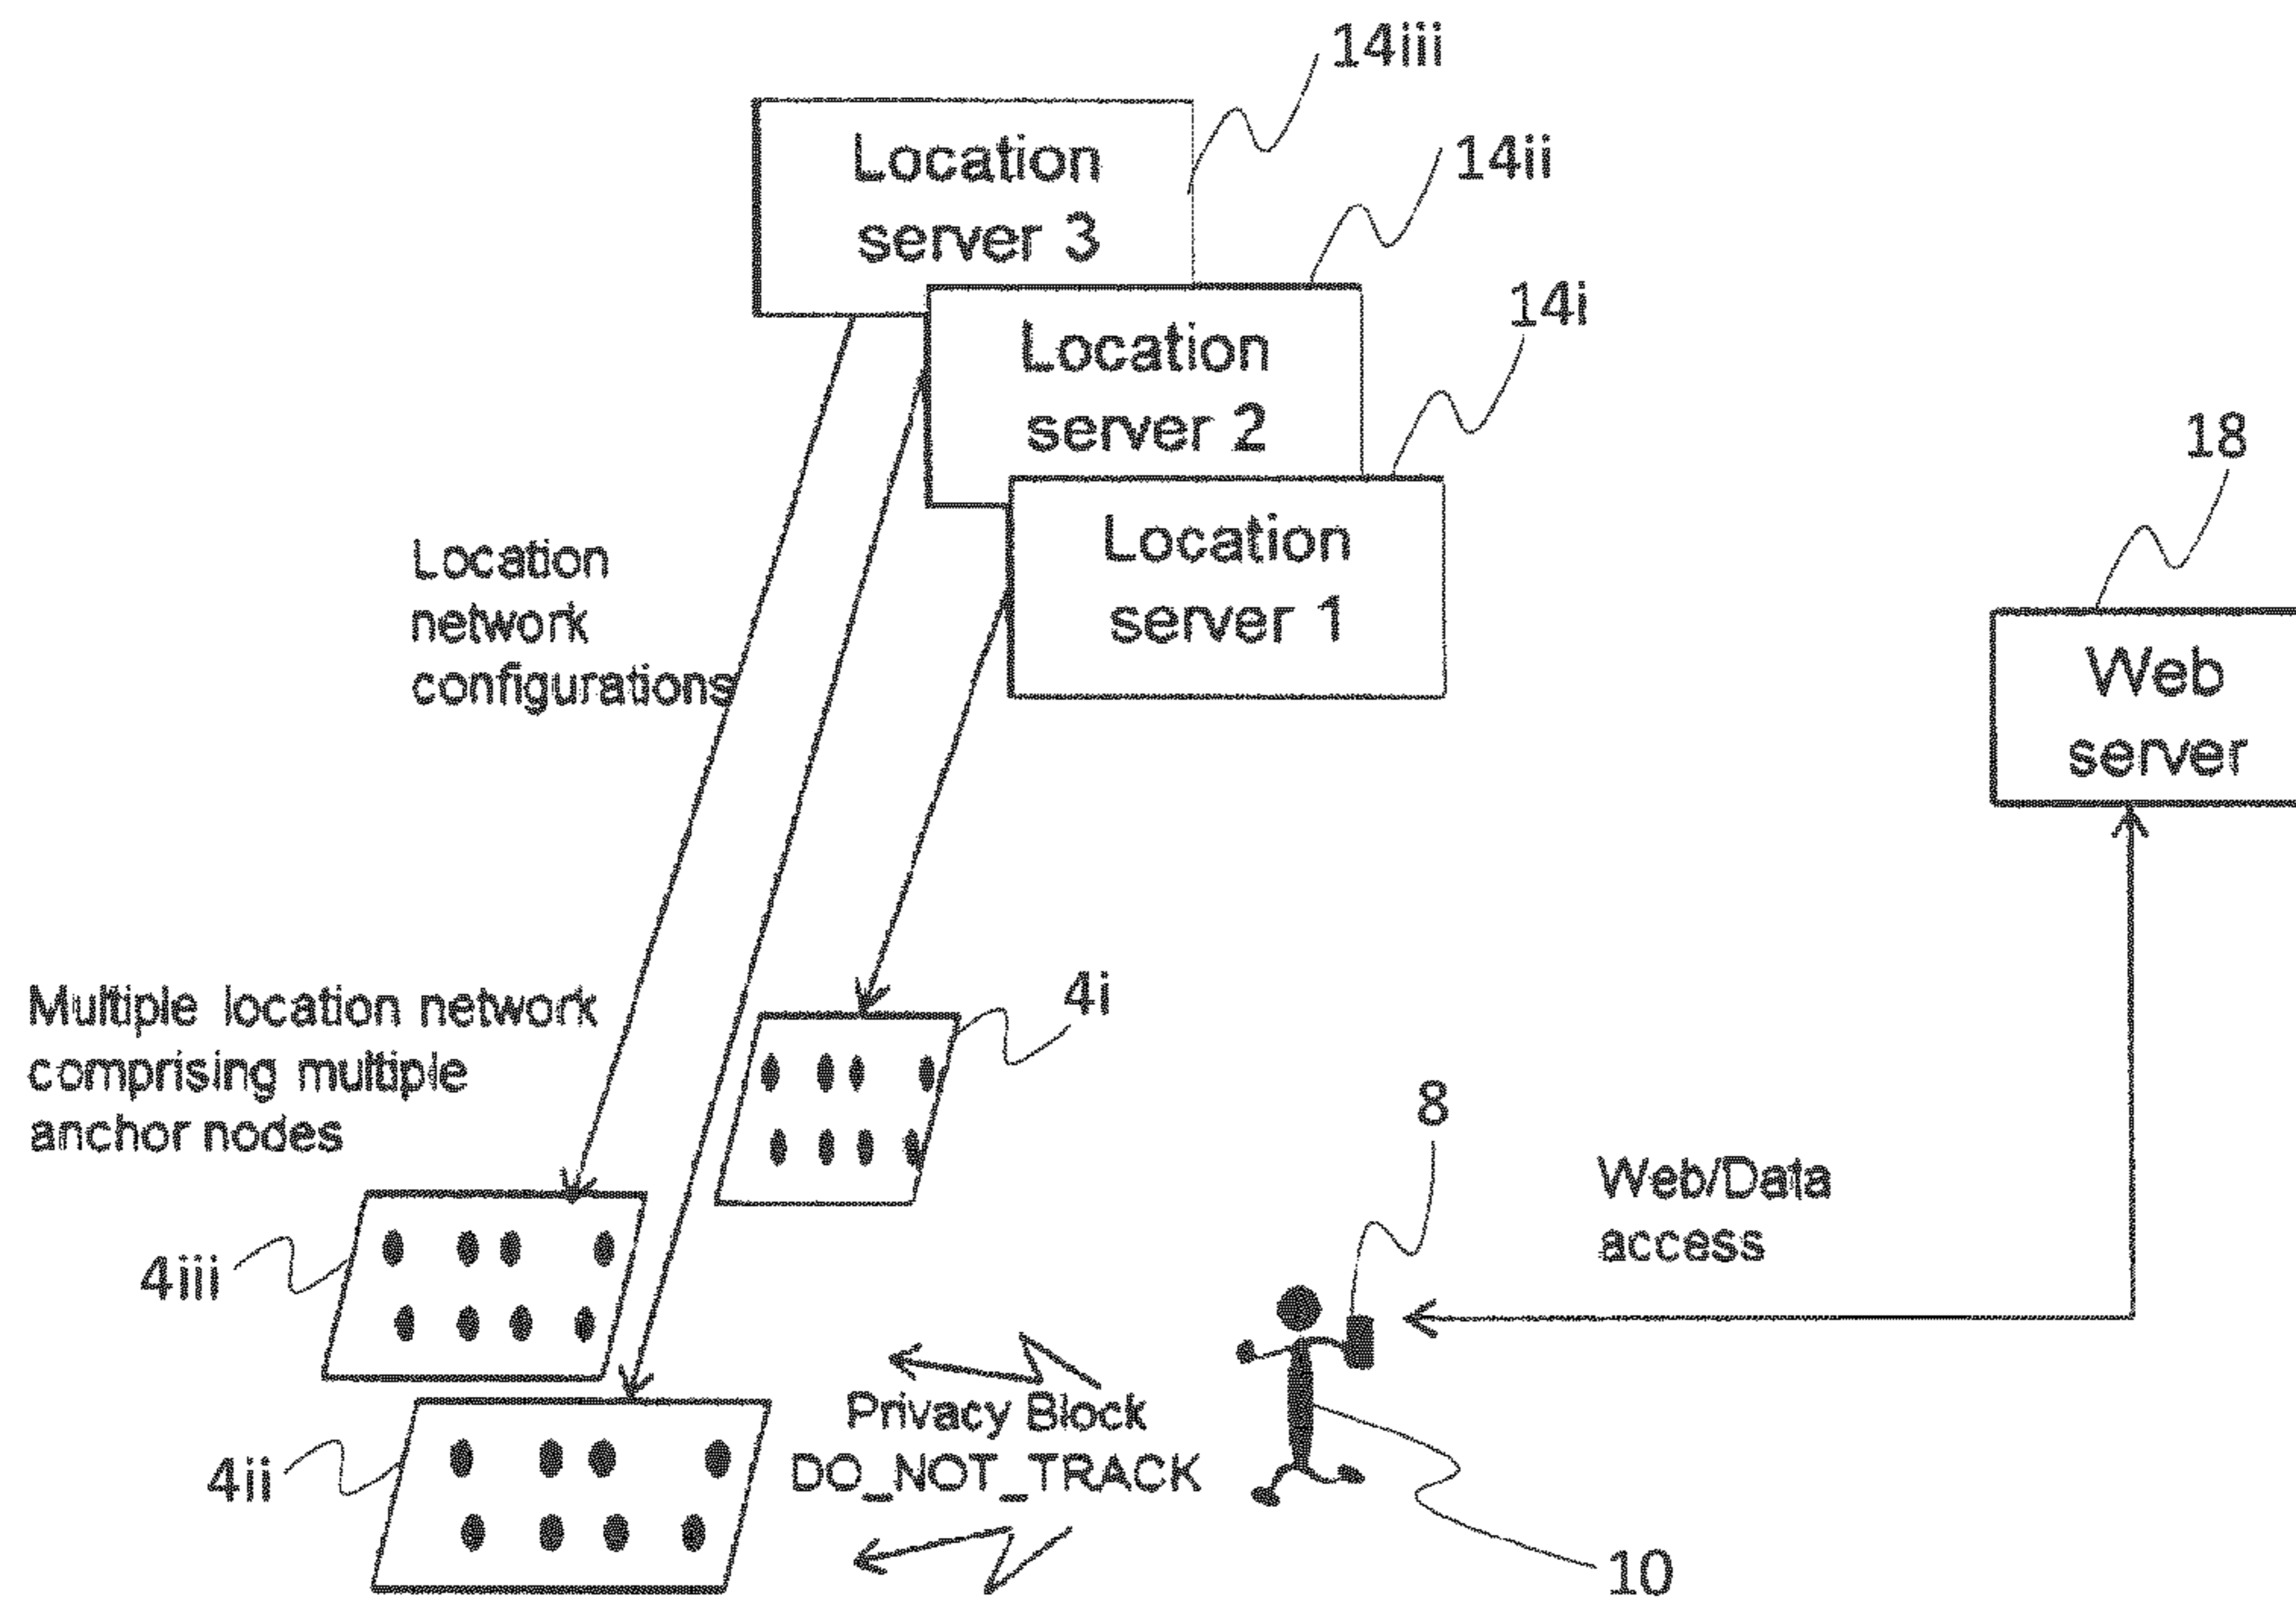 14iii
Location
server 3
14ii
Location
server 2
14i
Location
server 1
18
Web
server
Location
network
configurations
Multiple location network
comprising multiple
anchor nodes
4i
8
Web/Data
access
4iii
Privacy Block
DO_NOT_TRACK
4ii
10